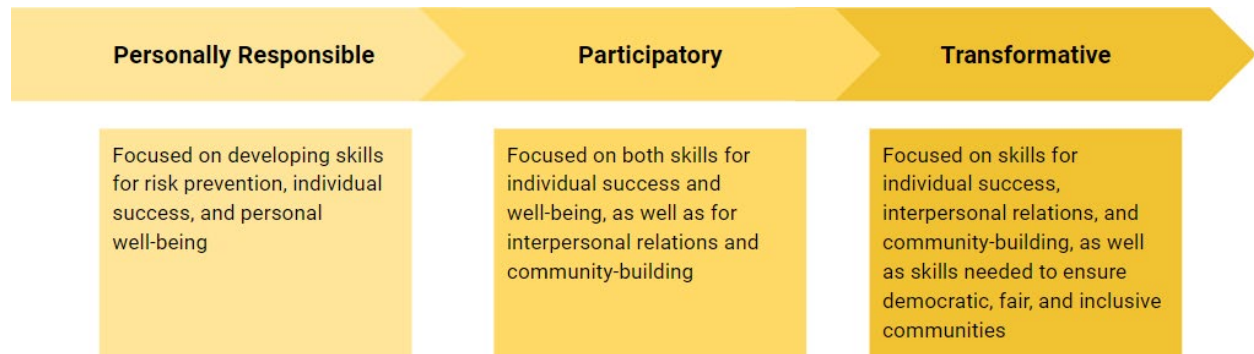 Personally Responsible
Participatory
Transformative
Focused on developing skills
for risk prevention, individual
success, and personal
well-being
Focused on both skills for
individual success and
well-being, as well as for
interpersonal relations and
community-building
Focused on skills for
individual success,
interpersonal relations, and
community-building, as well
as skills needed to ensure
democratic, fair, and inclusive
communities